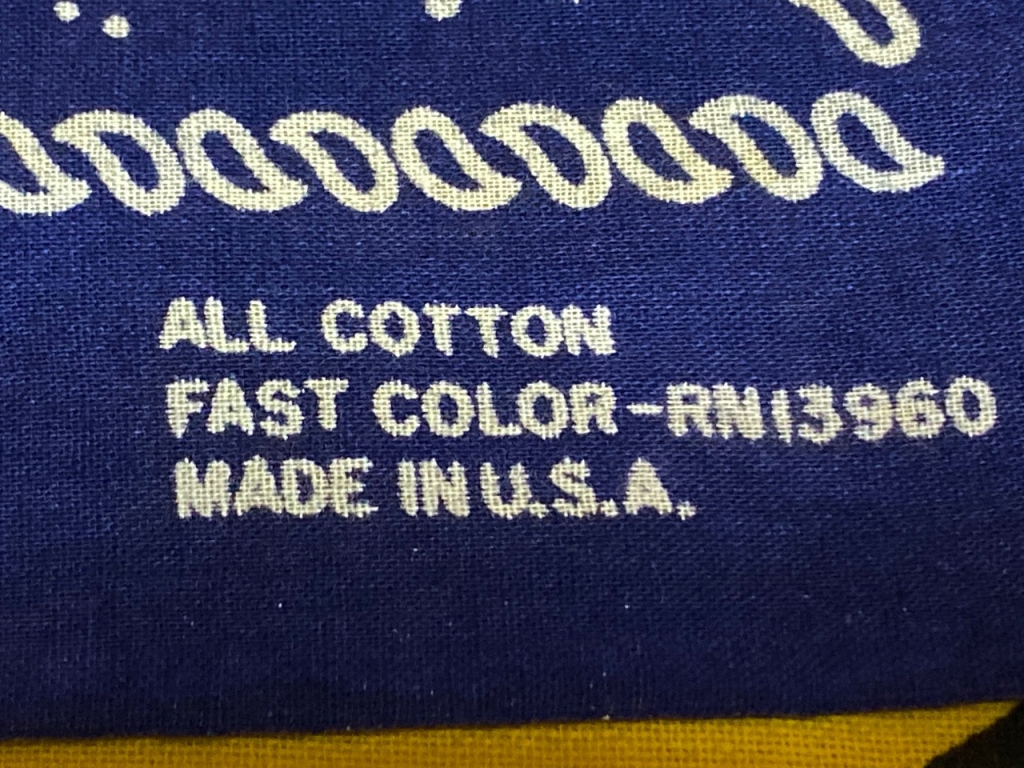 ALL COTTON
FAST COLOR-RN13960
MADE IN U.S.A.